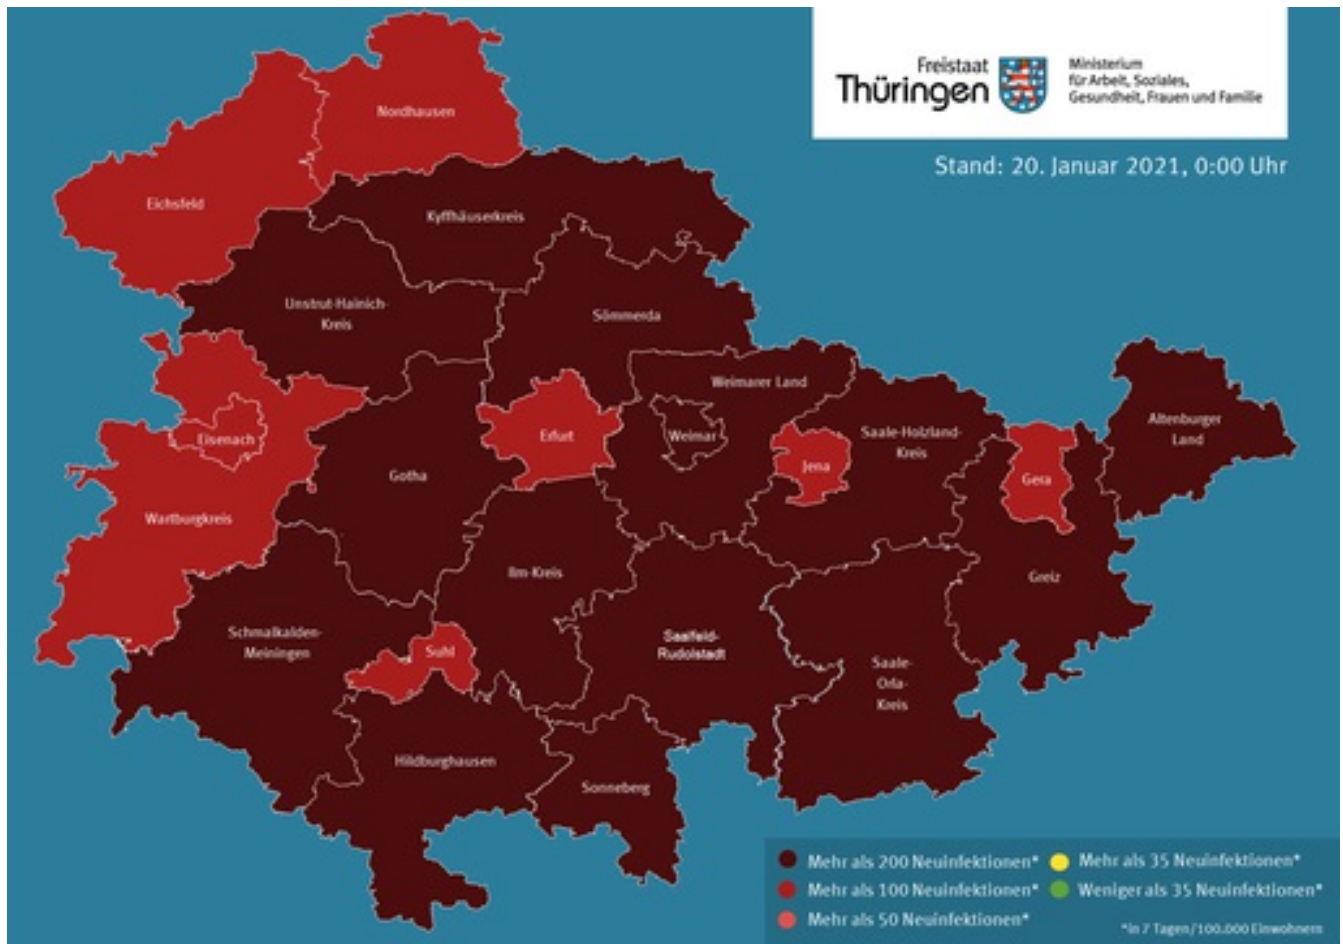 Freistaat
Thüringen
Ministerium
für Arbeit, Soziales,
Gesundheit, Frauen und Familie
Stand: 20. Januar 2021, 0:00 Uhr
Nordhausen
Eichsfeld
Kyffhäuserkreis
Unstrut-Hainich-
Kreis
Sömmerda
Weimarer Land
Altenburger
Land
Eisenach
Erfurt
Weimar
Saale-Holzland-
Kreis
Jena
Gera
Gotha
Wartburgkreis
Ilm-Kreis
Greiz
Schmalkalden-
Meiningen
Suhl
Saalfeld-
Rudolstadt
Saale-
Orla-
Kreis
Hildburghausen
Sonneberg
Mehr als 200 Neuinfektionen*
Mehr als 100 Neuinfektionen*
Mehr als 50 Neuinfektionen*
Mehr als 35 Neuinfektionen*
Weniger als 35 Neuinfektionen*
*in 7 Tagen/100.000 Einwohnern